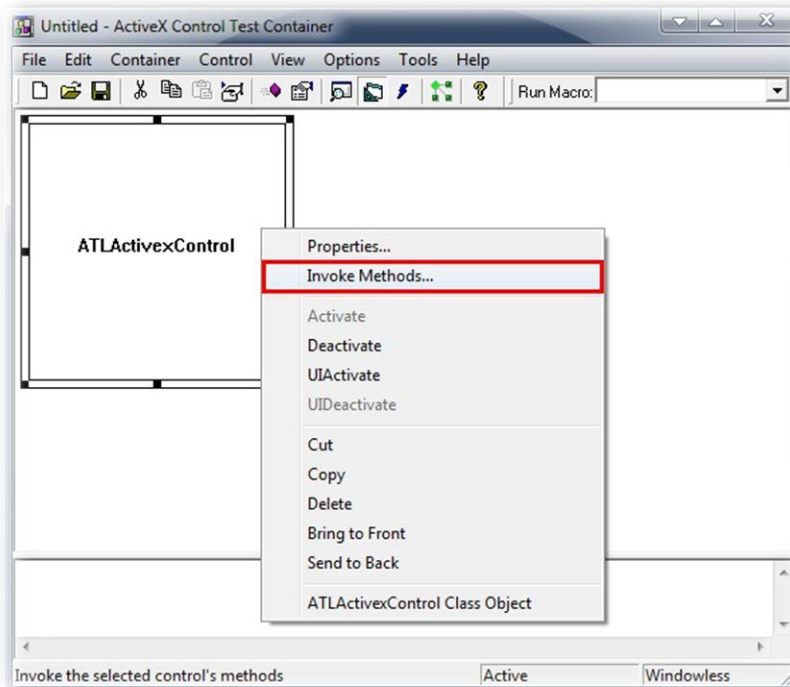 Untitled - ActiveX Control Test Container
File Edit Container Control View Options Tools Help
Run Macro:
ATLActivexControl
Properties...
Invoke Methods...
Activate
Deactivate
UIActivate
UIDeactivate
Cut
Copy
Delete
Bring to Front
Send to Back
ATLActivexControl Class Object
Invoke the selected control's methods Active Windowless